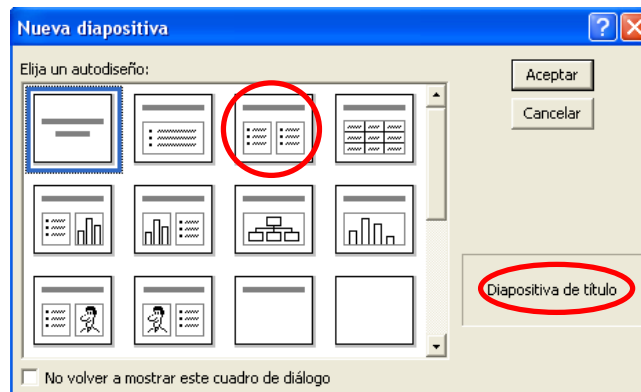 Nueva diapositiva
Elija un autodiseño:
Aceptar
Cancelar
Diapositiva de título
No volver a mostrar este cuadro de diálogo